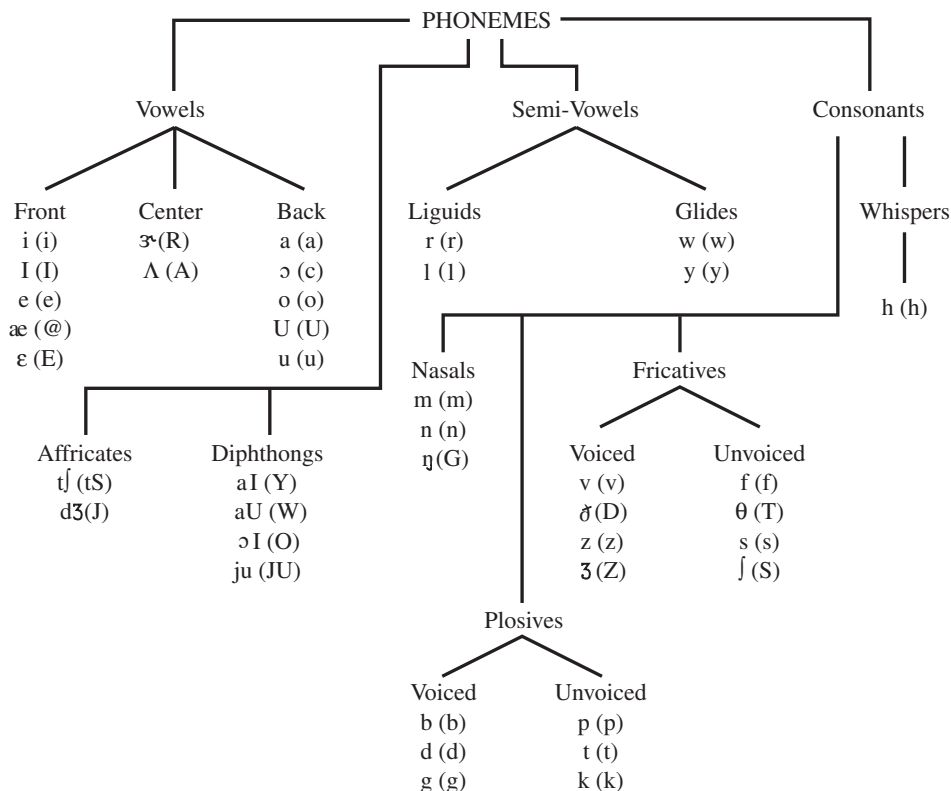 PHONEMES
Vowels
Semi-Vowels
Consonants
Front
i (i)
I (I)
e (e)
æ (@)
ε (E)
Center
ɝ (R)
Λ (A)
Back
a (a)
ɔ (c)
o (o)
U (U)
u (u)
Liguids
r (r)
l (l)
Glides
w (w)
y (y)
Whispers
h (h)
Affricates
tʃ (tS)
dʒ (J)
Diphthongs
aI (Y)
aU (W)
ɔI (O)
ju (JU)
Nasals
m (m)
n (n)
ŋ (G)
Fricatives
Voiced
v (v)
ð (D)
z (z)
ʒ (Z)
Unvoiced
f (f)
θ (T)
s (s)
ʃ (S)
Plosives
Voiced
b (b)
d (d)
g (g)
Unvoiced
p (p)
t (t)
k (k)